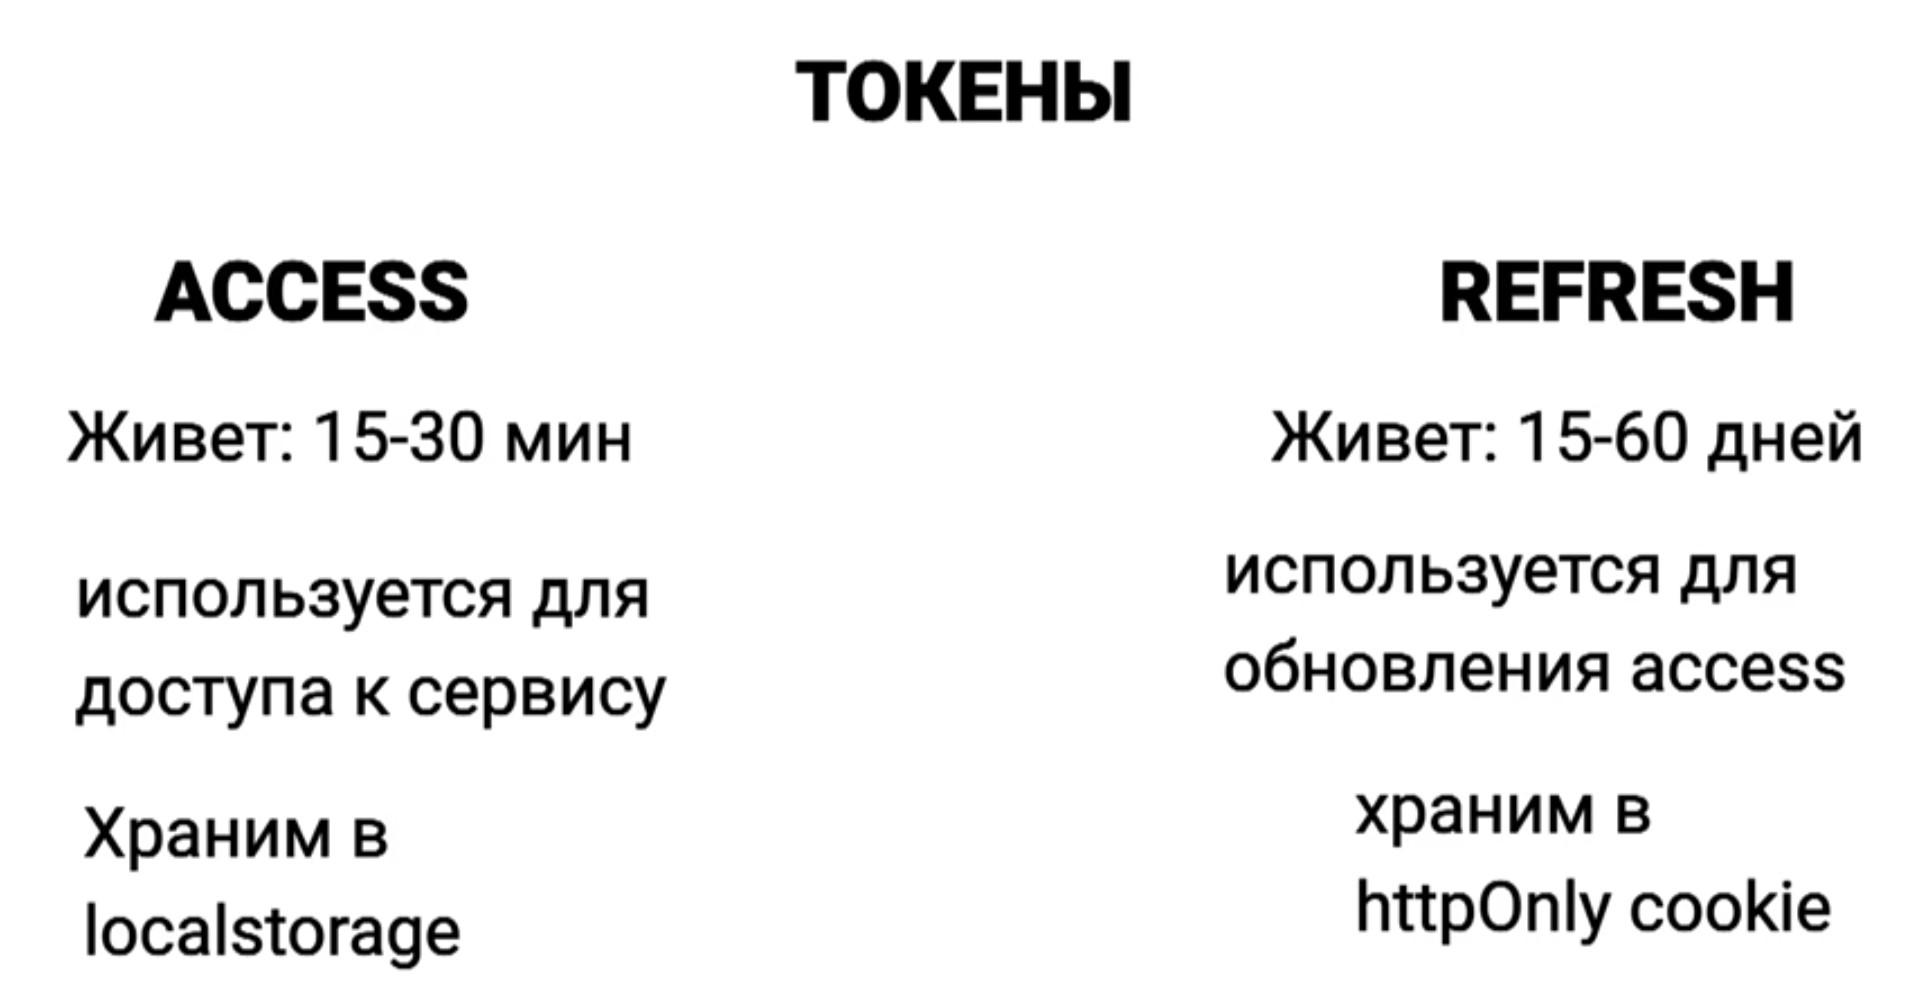 ТОКЕНЫ
ACCESS
Живет: 15-30 мин
используется для
доступа к сервису
Храним в
localstorage
REFRESH
Живет: 15-60 дней
используется для
обновления access
храним в
httpOnly cookie